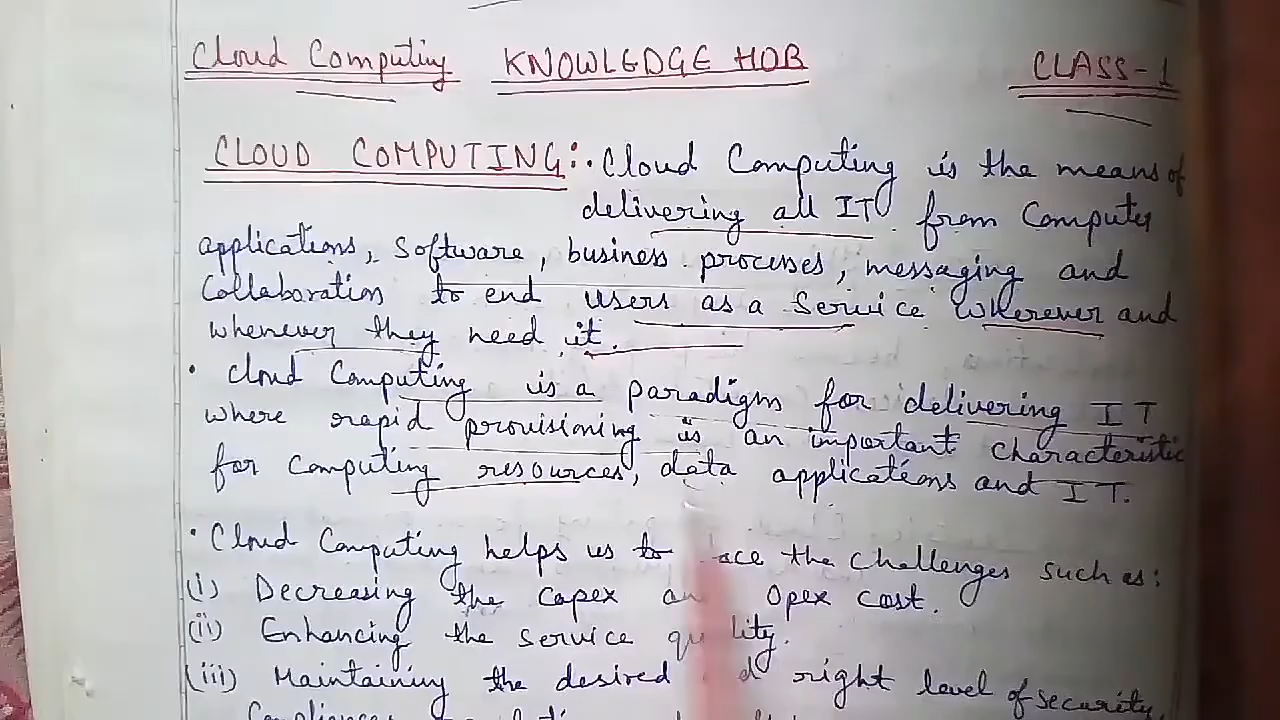 Cloud Computing KNOWLEDGE HUB CLASS-1
CLOUD COMPUTING:• Cloud Computing is the means of
delivering all IT from Computer
applications, Software, business processes, messaging and
Collaboration to end users as a Service Wherever and
whenever they need it.
• Cloud Computing is a paradigm for delivering IT
where rapid provisioning is an important characteristic
for Computing resources, data applications and IT.
• Cloud Computing helps us to the Challenges such as:
(i) Decreasing the Capex Opex Cost.
(ii) Enhancing the service quality.
(iii) Maintaining the desired right level of security,